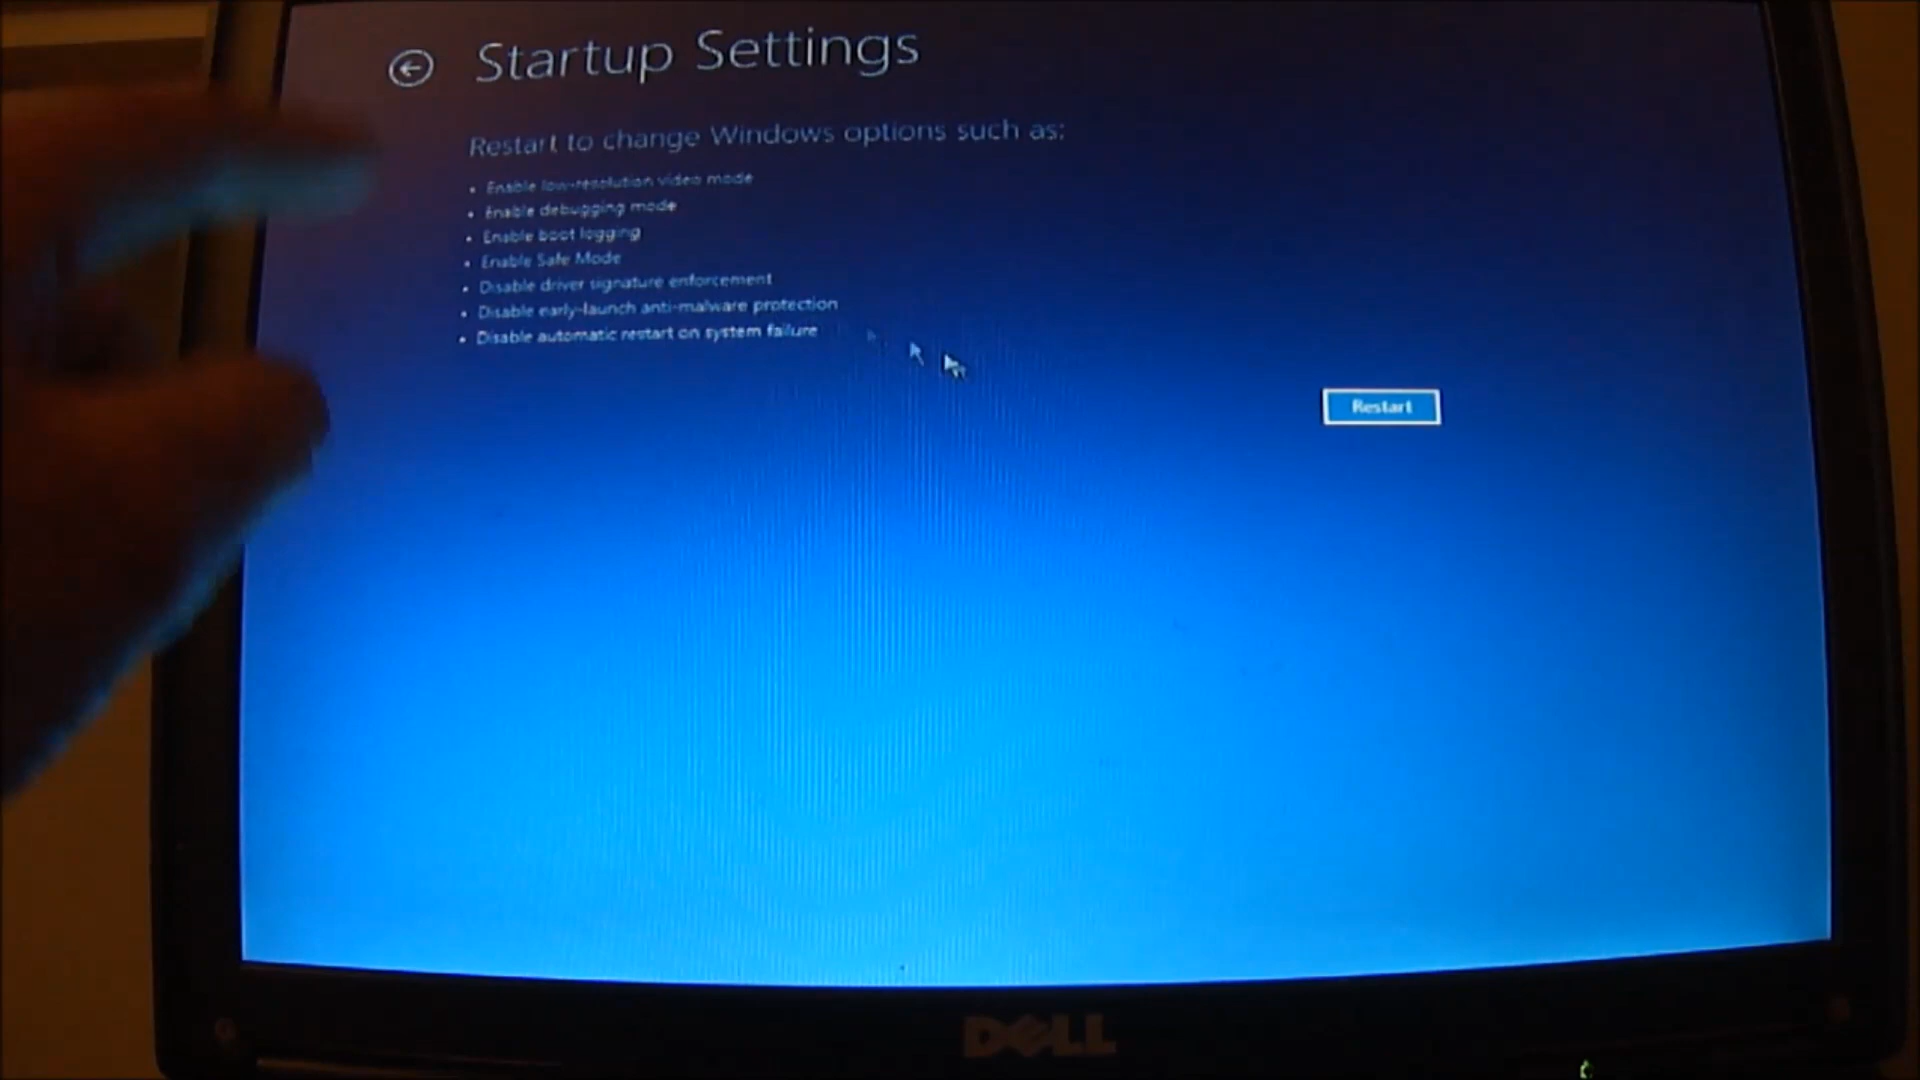 Startup Settings
Restart to change Windows options such as:
• Enable low-resolution video mode
• Enable debugging mode
• Enable boot logging
• Enable Safe Mode
• Disable driver signature enforcement
• Disable early-launch anti-malware protection
• Disable automatic restart on system failure
Restart
DELL